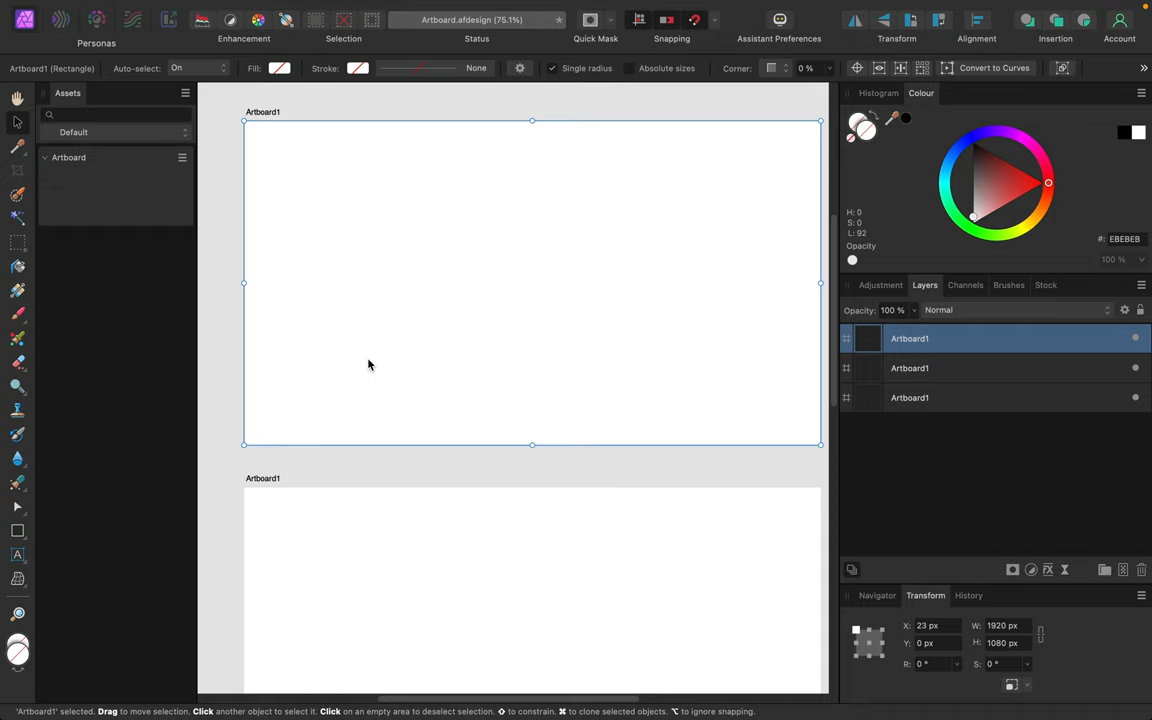 Artboard.afdesign (75.1%)
Personas
Enhancement
Selection
Status
Quick Mask
Snapping
Assistant Preferences
Transform
Alignment
Insertion
Account
Artboard1 (Rectangle)
Auto-select: On
Fill:
Stroke:
None
Single radius
Absolute sizes
Corner:
0 %
Convert to Curves
Assets
Default
Artboard
Artboard1
Artboard1
Histogram
Colour
H: 0
S: 0
L: 92
#: EBEBEB
Opacity
100 %
Adjustment
Layers
Channels
Brushes
Stock
Opacity: 100 %
Normal
Artboard1
Artboard1
Artboard1
Navigator
Transform
History
X: 23 px
W: 1920 px
Y: 0 px
H: 1080 px
R: 0 °
S: 0 °
'Artboard1' selected. Drag to move selection. Click another object to select it. Click on an empty area to deselect selection. ⇧ to constrain. ⌘ to clone selected objects. ⌥ to ignore snapping.